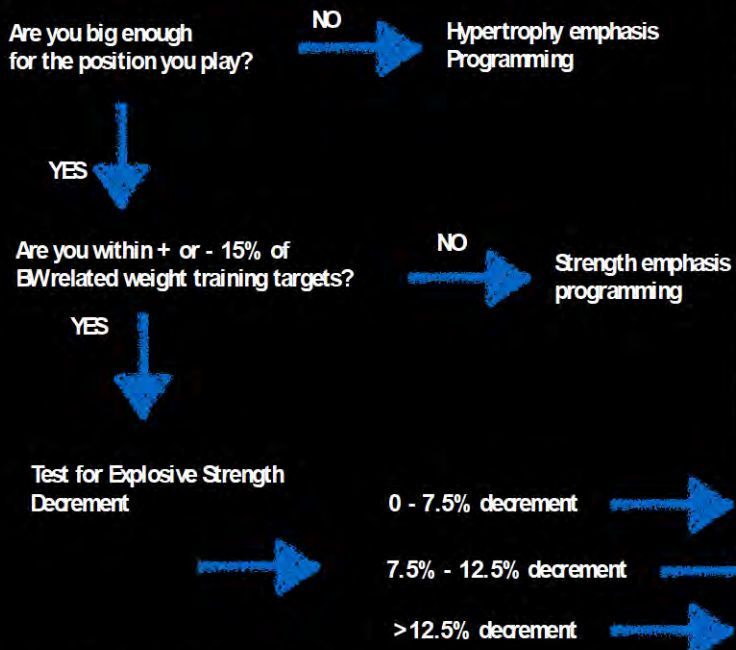 Are you big enough
for the position you play?
NO
Hypertrophy emphasis
Programming
YES
Are you within + or - 15% of
BWrelated weight training targets?
NO
Strength emphasis
programming
YES
Test for Explosive Strength
Decrement
0 - 7.5% decrement
7.5% - 12.5% decrement
>12.5% decrement